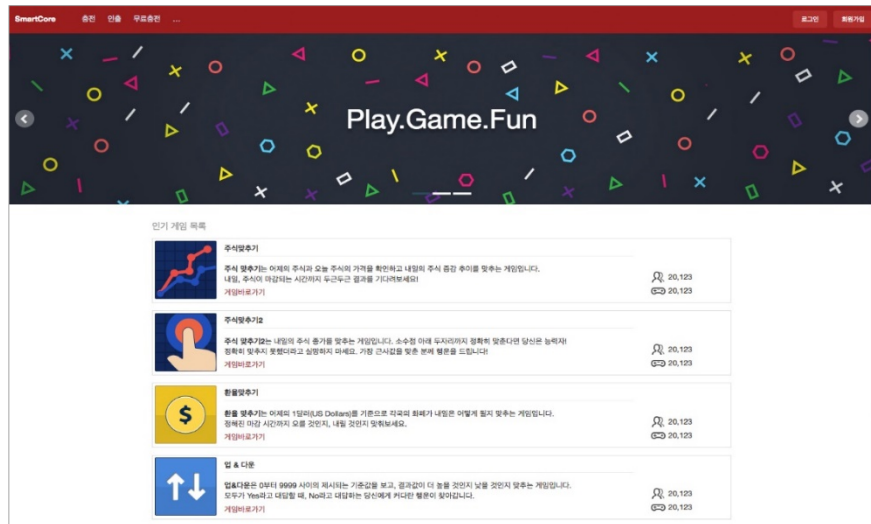 SmartCore 충전 인출 무료충전 ... 로그인 회원가입
Play.Game.Fun
인기 게임 목록
주식맞추기
주식 맞추기는 어제의 주식과 오늘 주식의 가격을 확인하고 내일의 주식 증감 추이를 맞추는 게임입니다.
내일, 주식이 마감되는 시간까지 두근두근 결과를 기다려보세요!
게임바로가기
20,123
20,123
주식맞추기2
주식 맞추기2는 내일의 주식 종가를 맞추는 게임입니다. 소수점 아래 두자리까지 정확히 맞춘다면 당신은 능력자!
정확히 맞추지 못했더라고 실망하지 마세요. 가장 근사값을 맞춘 분께 행운을 드립니다!
게임바로가기
20,123
20,123
환율맞추기
환율 맞추기는 어제의 1달러(US Dollars)를 기준으로 각국의 화폐가 내일은 어떻게 될지 맞추는 게임입니다.
정해진 마감 시간까지 오를 것인지, 내릴 것인지 맞춰보세요.
게임바로가기
20,123
20,123
업 & 다운
업&다운은 0부터 9999 사이의 제시되는 기준값을 보고, 결과값이 더 높을 것인지 낮을 것인지 맞추는 게임입니다.
모두가 Yes라고 대답할 때, No라고 대답하는 당신에게 커다란 행운이 찾아갑니다.
게임바로가기
20,123
20,123